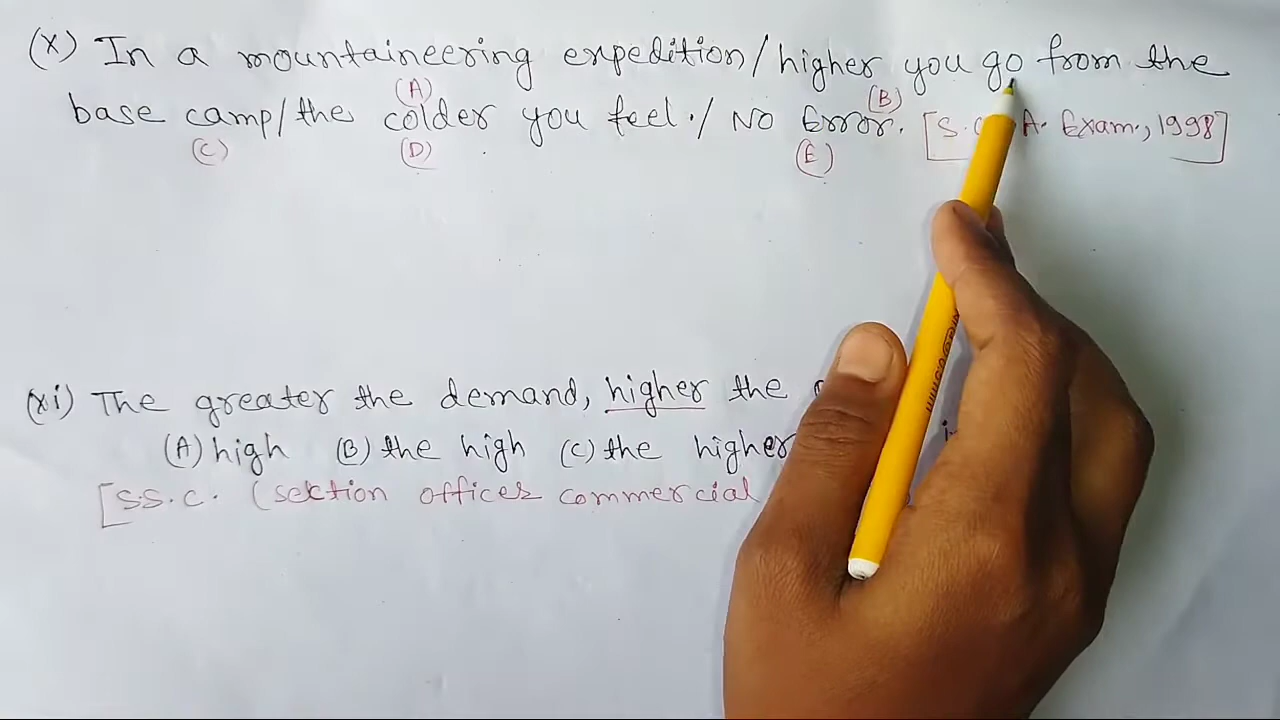 (X) In a mountaineering expedition/higher you go from the
(A) (B)
base camp/the colder you feel./ No Error. [S. A. Exam., 1998]
(C) (D) (E)
(xi) The greater the demand, higher the
(A) high (B) the high (C) the higher
[S.S.C. (section officer commercial